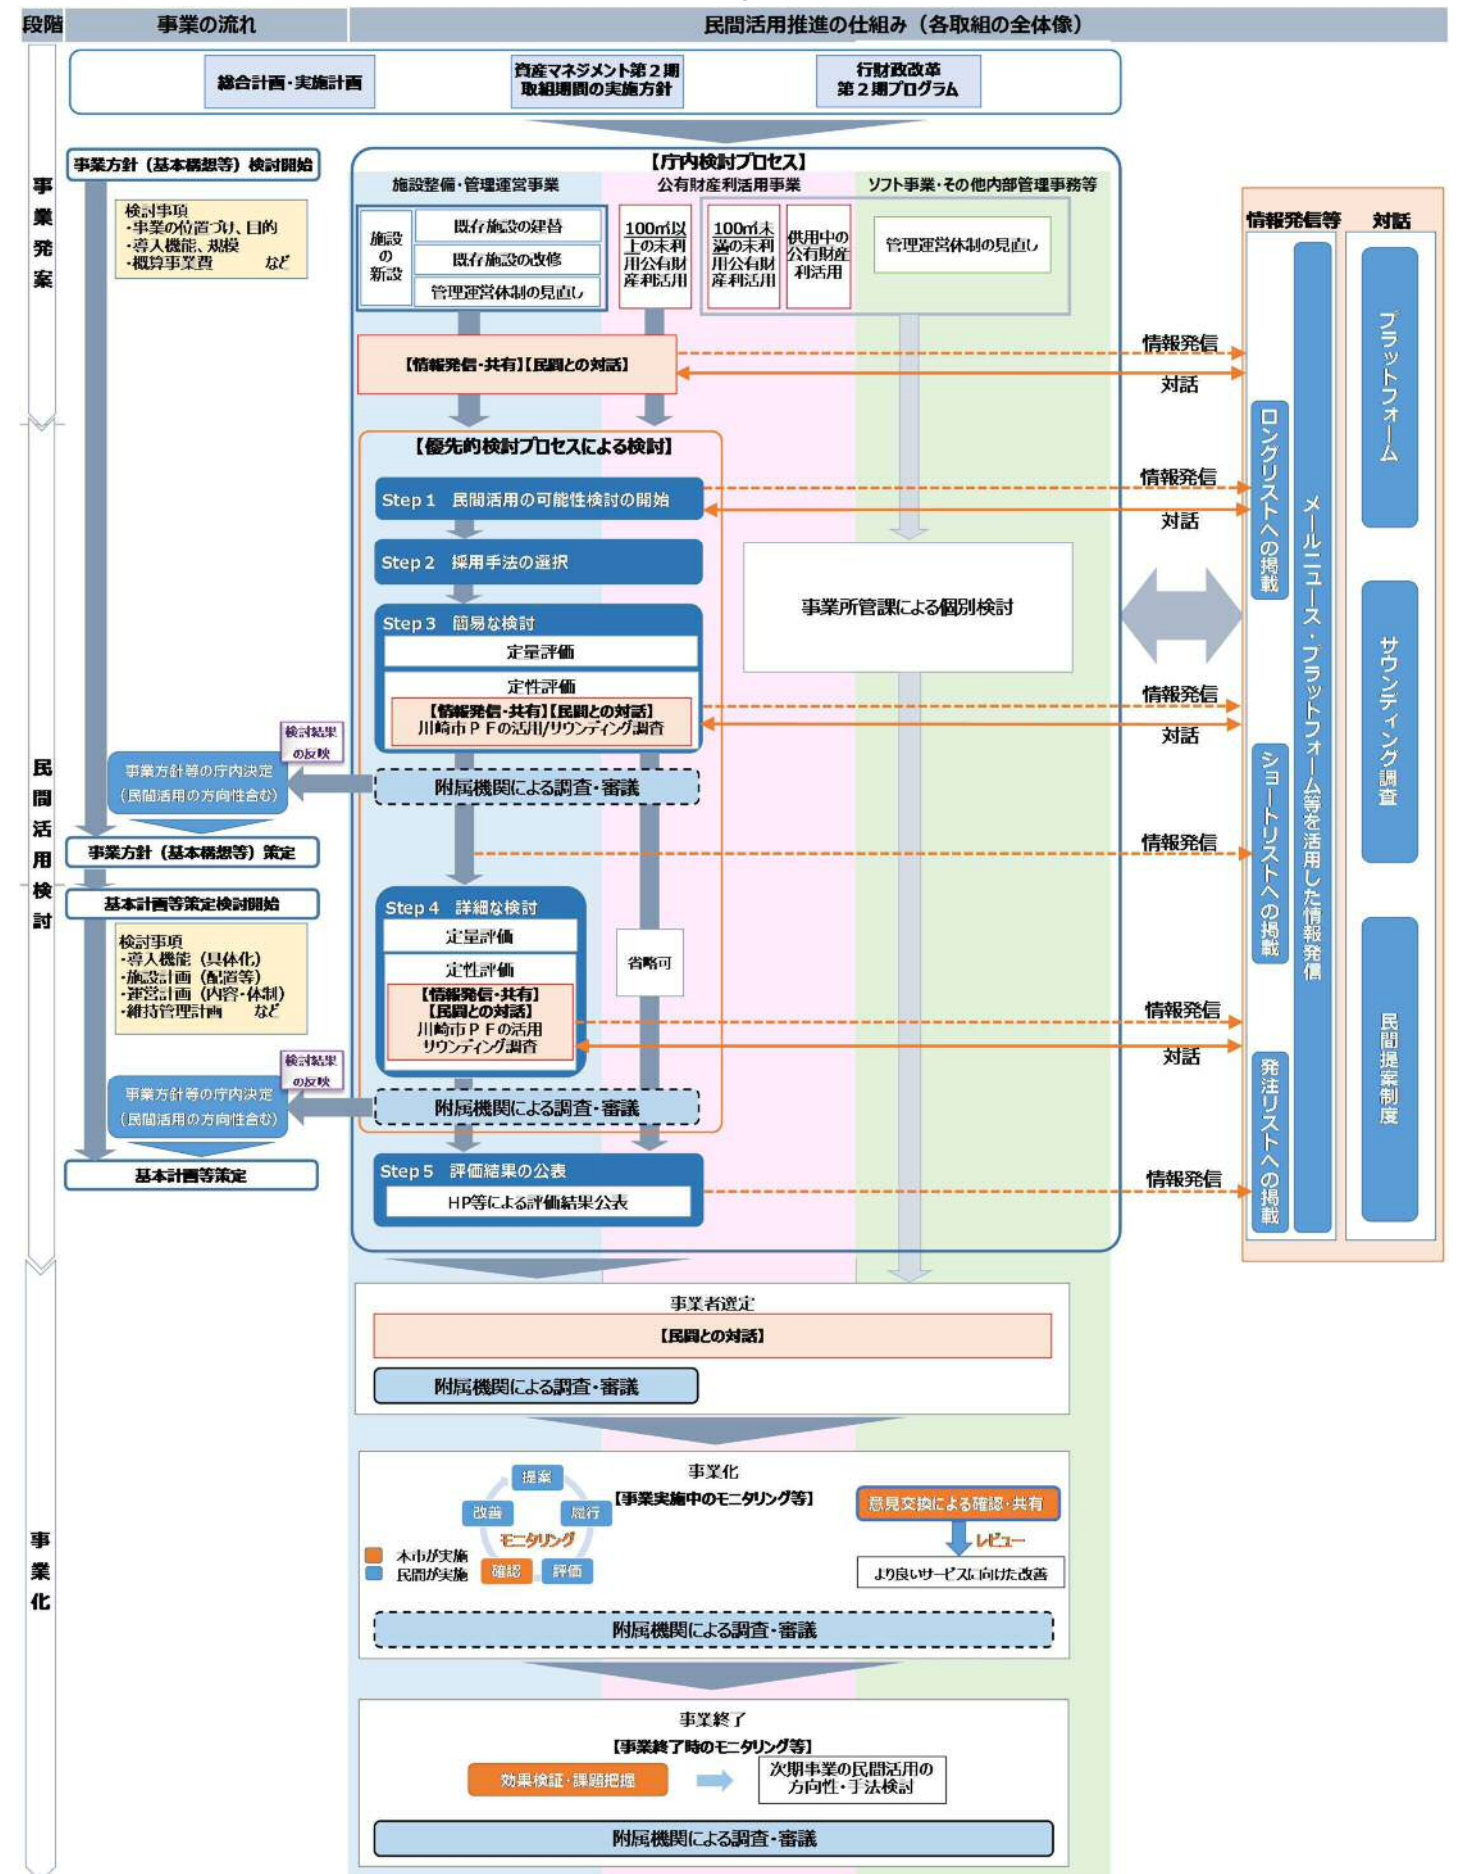 段階
事業の流れ
民間活用推進の仕組み（各取組の全体像）
総合計画・実施計画
資産マネジメント第２期
取組期間の実施方針
行財政改革
第２期プログラム
事業発案
事業方針（基本構想等）検討開始
検討事項
・事業の位置づけ、目的
・導入機能、規模
・概算事業費　　など
【庁内検討プロセス】
施設整備・管理運営事業
公有財産利活用事業
ソフト事業・その他内部管理事務等
施設
の
新設
既存施設の建替
既存施設の改修
管理運営体制の見直し
100㎡以
上の未利
用公有財
産利活用
100㎡未
満の未利
用公有財
産利活用
供用中の
公有財産
利活用
管理運営体制の見直し
情報発信等
対話
【情報発信・共有】【民間との対話】
情報発信
対話
【優先的検討プロセスによる検討】
Step１　民間活用の可能性検討の開始
情報発信
対話
Step２　採用手法の選択
Step３　簡易な検討
定量評価
定性評価
【情報発信・共有】【民間との対話】
川崎市ＰＦの活用/サウンディング調査
事業所管課による個別検討
情報発信
対話
ロングリストへの掲載
ショートリストへの掲載
発注リストへの掲載
メールニュース・プラットフォーム等を活用した情報発信
プラットフォーム
サウンディング調査
民間提案制度
民間活用検討
検討結果
の反映
事業方針等の庁内決定
（民間活用の方向性含む）
附属機関による調査・審議
事業方針（基本構想等）策定
情報発信
基本計画等策定検討開始
検討事項
・導入機能（具体化）
・施設計画（配置等）
・運営計画（内容・体制）
・維持管理計画　　など
Step４　詳細な検討
定量評価
定性評価
【情報発信・共有】
【民間との対話】
川崎市ＰＦの活用
サウンディング調査
省略可
情報発信
対話
検討結果
の反映
事業方針等の庁内決定
（民間活用の方向性含む）
附属機関による調査・審議
基本計画等策定
Step５　評価結果の公表
HP等による評価結果公表
情報発信
事業者選定
【民間との対話】
附属機関による調査・審議
事業化
事業化
【事業実施中のモニタリング等】
提案
改善
履行
モニタリング
確認
評価
本市が実施
民間が実施
意見交換による確認・共有
レビュー
より良いサービスに向けた改善
附属機関による調査・審議
事業終了
【事業終了時のモニタリング等】
効果検証・課題把握
次期事業の民間活用の
方向性・手法検討
附属機関による調査・審議